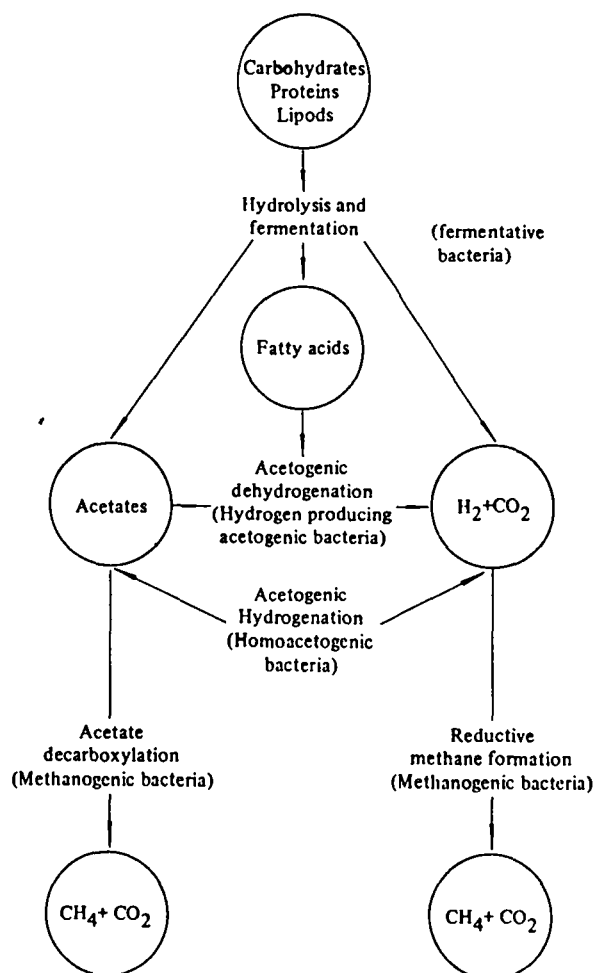 Carbohydrates
Proteins
Lipods
Hydrolysis and
fermentation
(fermentative
bacteria)
Fatty acids
Acetates
Acetogenic
dehydrogenation
(Hydrogen producing
acetogenic bacteria)
H2+CO2
Acetogenic
Hydrogenation
(Homoacetogenic
bacteria)
Acetate
decarboxylation
(Methanogenic bacteria)
Reductive
methane formation
(Methanogenic bacteria)
CH4+ CO2
CH4+ CO2